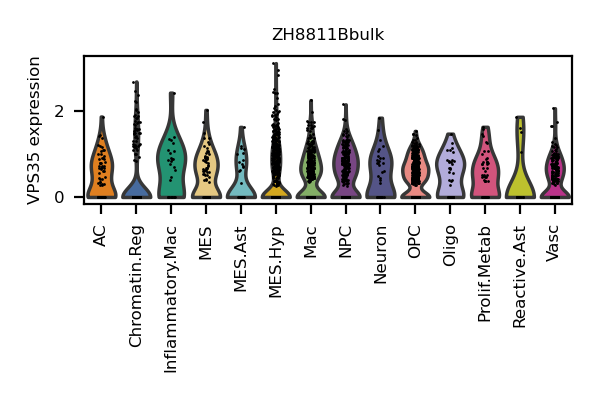 ZH8811Bbulk
VPS35 expression
2
0
AC
Chromatin.Reg
Inflammatory.Mac
MES
MES.Ast
MES.Hyp
Mac
NPC
Neuron
OPC
Oligo
Prolif.Metab
Reactive.Ast
Vasc